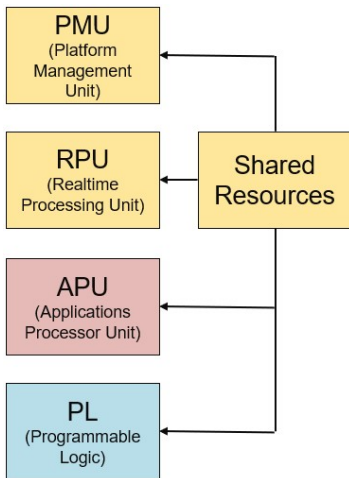 PMU
(Platform
Management
Unit)
RPU
(Realtime
Processing Unit)
Shared
Resources
APU
(Applications
Processor Unit)
PL
(Programmable
Logic)